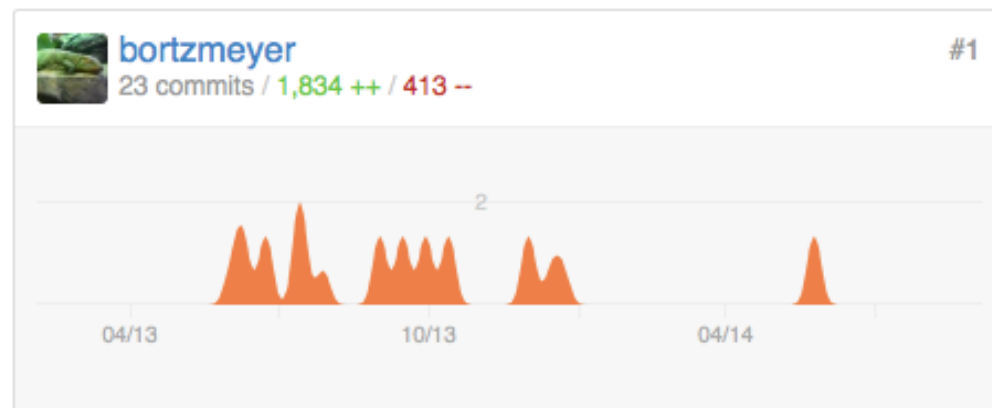 bortzmeyer
#1
23 commits / 1,834 ++ / 413 --
2
04/13 10/13 04/14